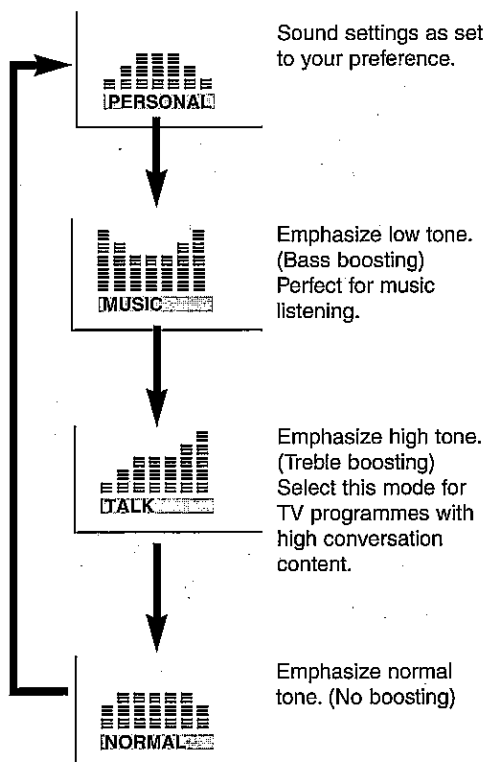 Sound settings as set
to your preference.
PERSONAL
Emphasize low tone.
(Bass boosting)
Perfect for music
listening.
MUSIC
Emphasize high tone.
(Treble boosting)
Select this mode for
TV programmes with
high conversation
content.
TALK
Emphasize normal
tone. (No boosting)
NORMAL